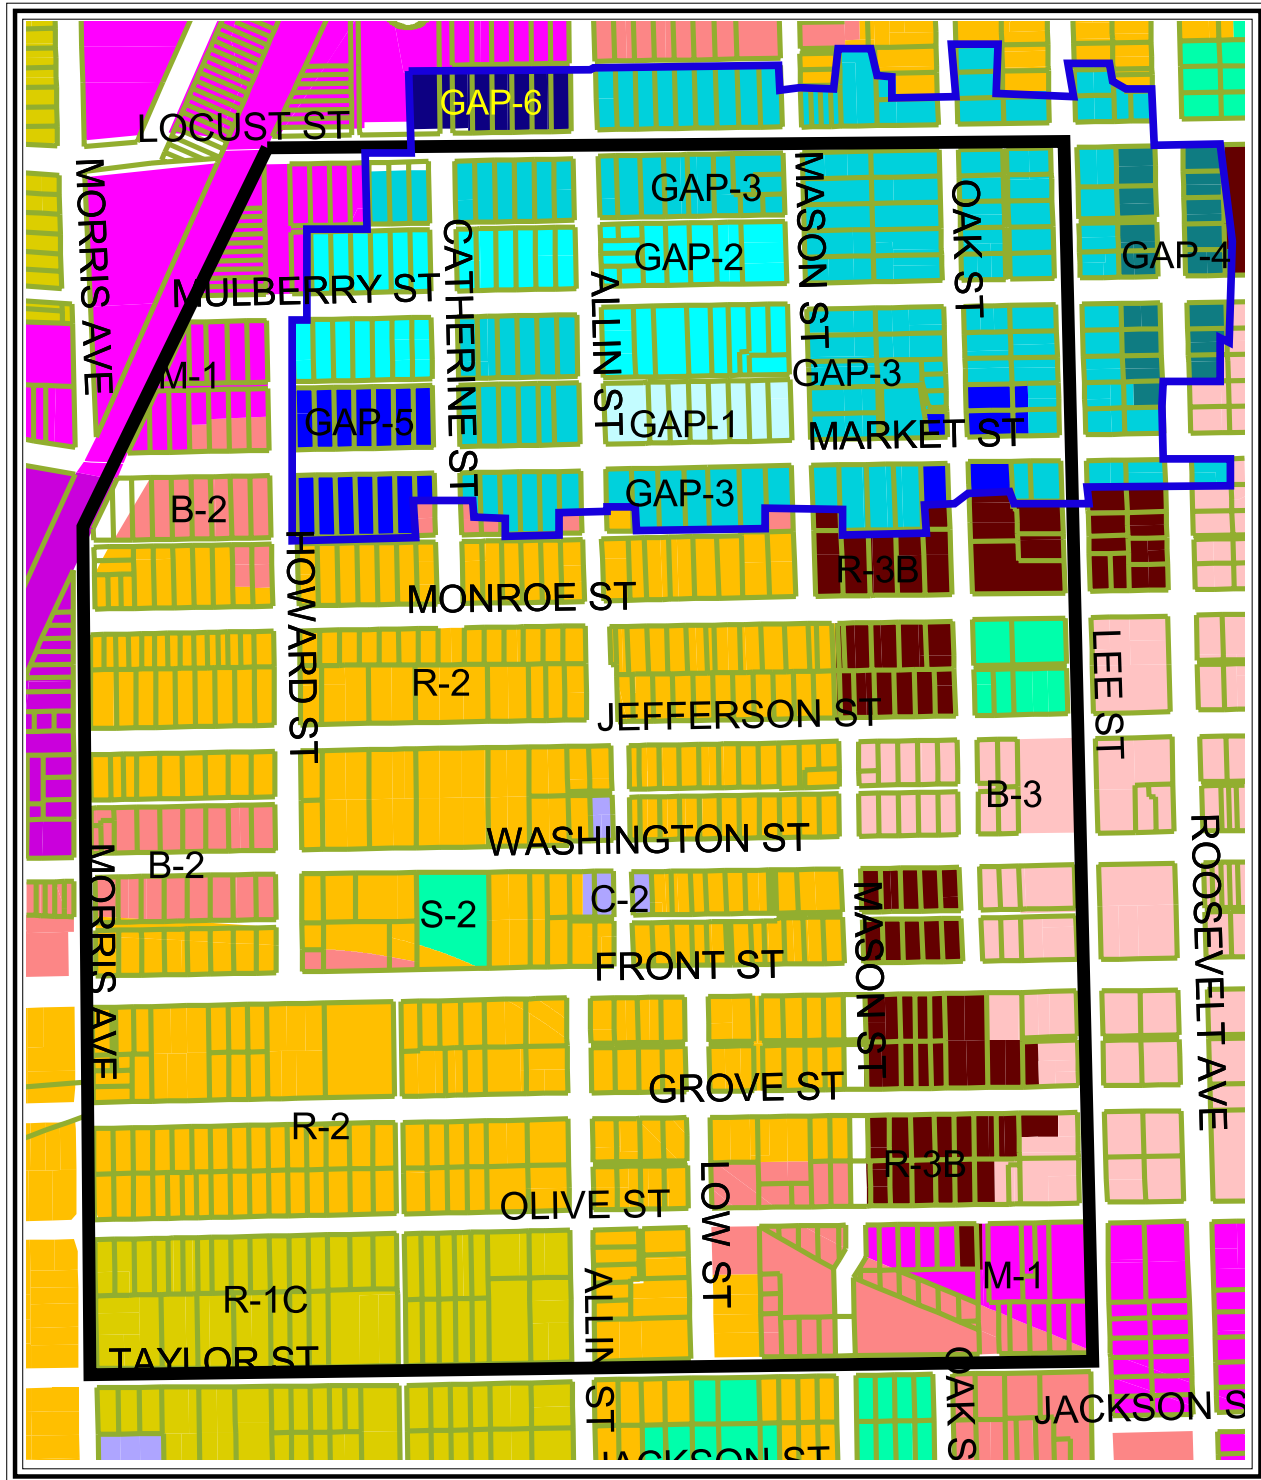 GAP-6
LOCUST ST
MORRIS AVE
GAP-3
MASON ST
OAK ST
CATHERINE ST
GAP-2
GAP-4
ALLIN ST
MULBERRY ST
M-1
GAP-3
GAP-5
GAP-1
MARKET ST
B-2
GAP-3
HOWARD ST
R-3B
MONROE ST
LEE ST
R-2
JEFFERSON ST
B-3
WASHINGTON ST
ROOSEVELT AVE
B-2
MORRIS AVE
C-2
MASON ST
S-2
FRONT ST
GROVE ST
R-2
R-3B
LOW ST
OLIVE ST
M-1
ALLIN ST
R-1C
TAYLOR ST
OAK S
JACKSON S
JACKSON ST